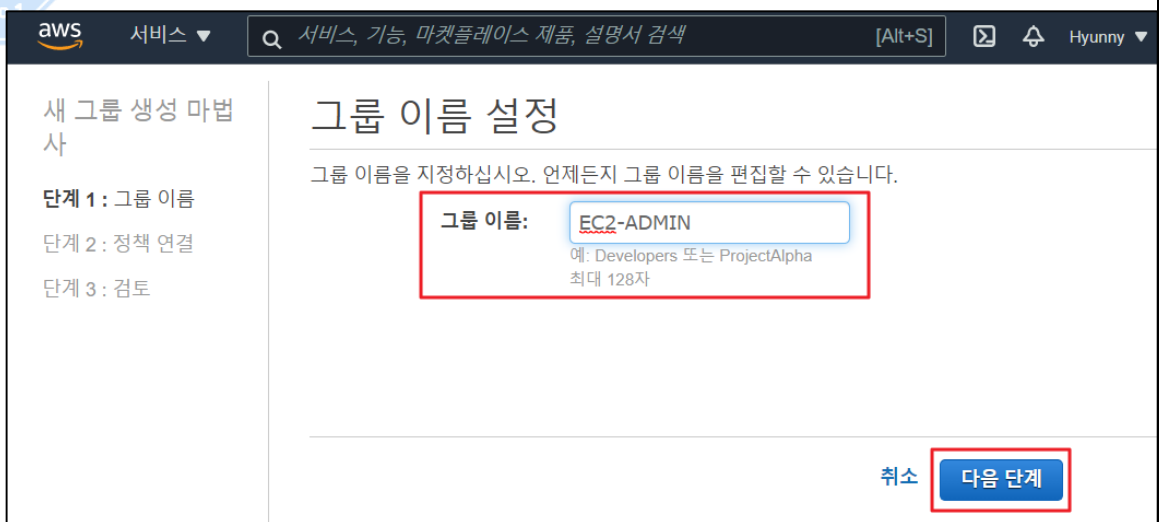 aws 서비스 ▼ 서비스, 기능, 마켓플레이스 제품, 설명서 검색 [Alt+S] Hyunny ▼
새 그룹 생성 마법
사
단계 1 : 그룹 이름
단계 2 : 정책 연결
단계 3 : 검토
그룹 이름 설정
그룹 이름을 지정하십시오. 언제든지 그룹 이름을 편집할 수 있습니다.
그룹 이름: EC2-ADMIN
예: Developers 또는 ProjectAlpha
최대 128자
취소 다음 단계